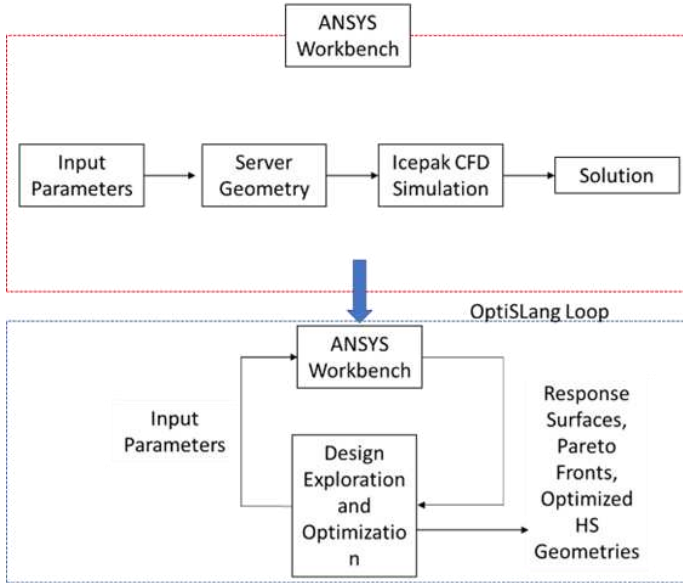 ANSYS
Workbench
Input
Parameters
Server
Geometry
Icepak CFD
Simulation
Solution
OptiSLang Loop
ANSYS
Workbench
Input
Parameters
Design
Exploration
and
Optimizatio
n
Response
Surfaces,
Pareto
Fronts,
Optimized
HS
Geometries